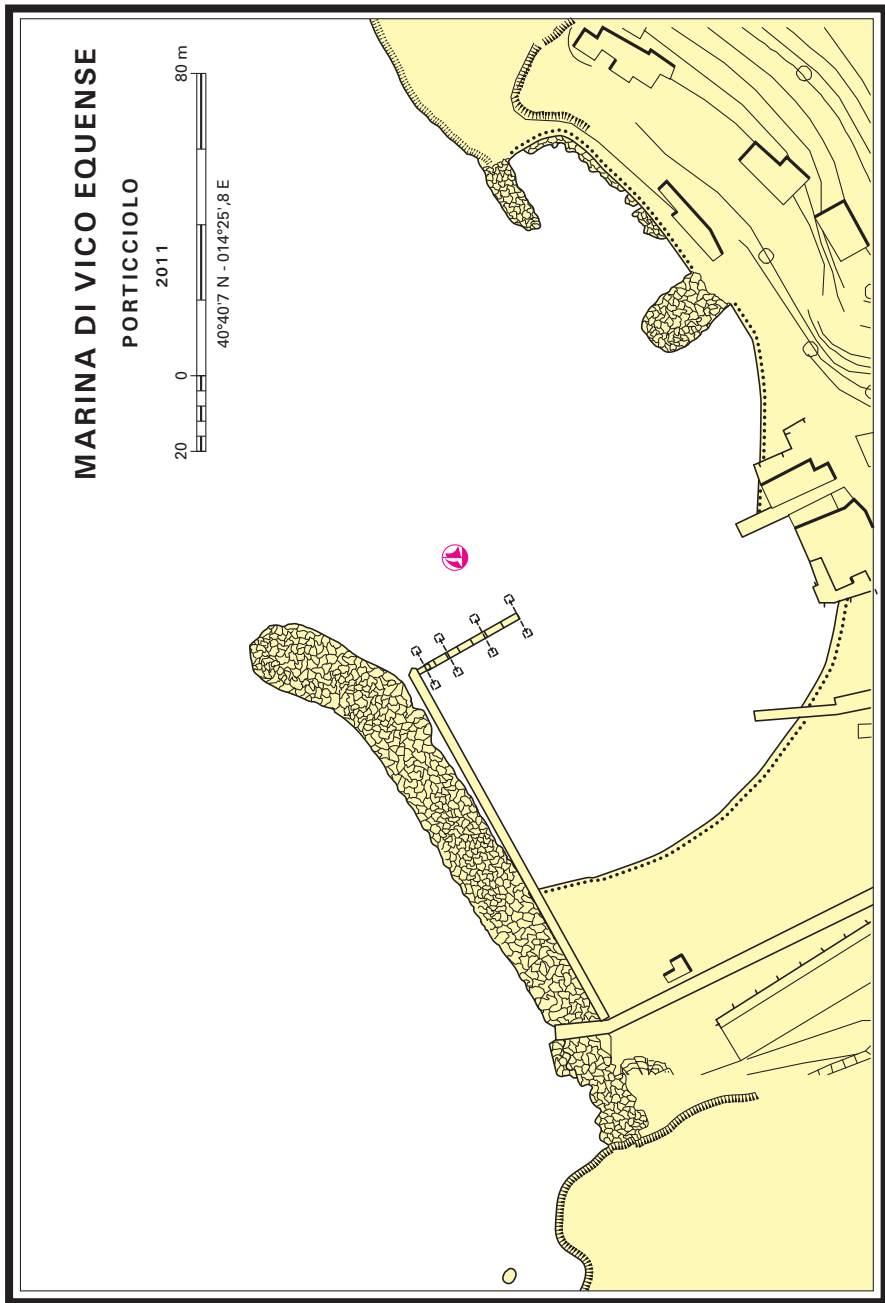 MARINA DI VICO EQUENSE
PORTICCIOLO
2011
20 0 80 m
40°40'7 N - 014°25',8 E